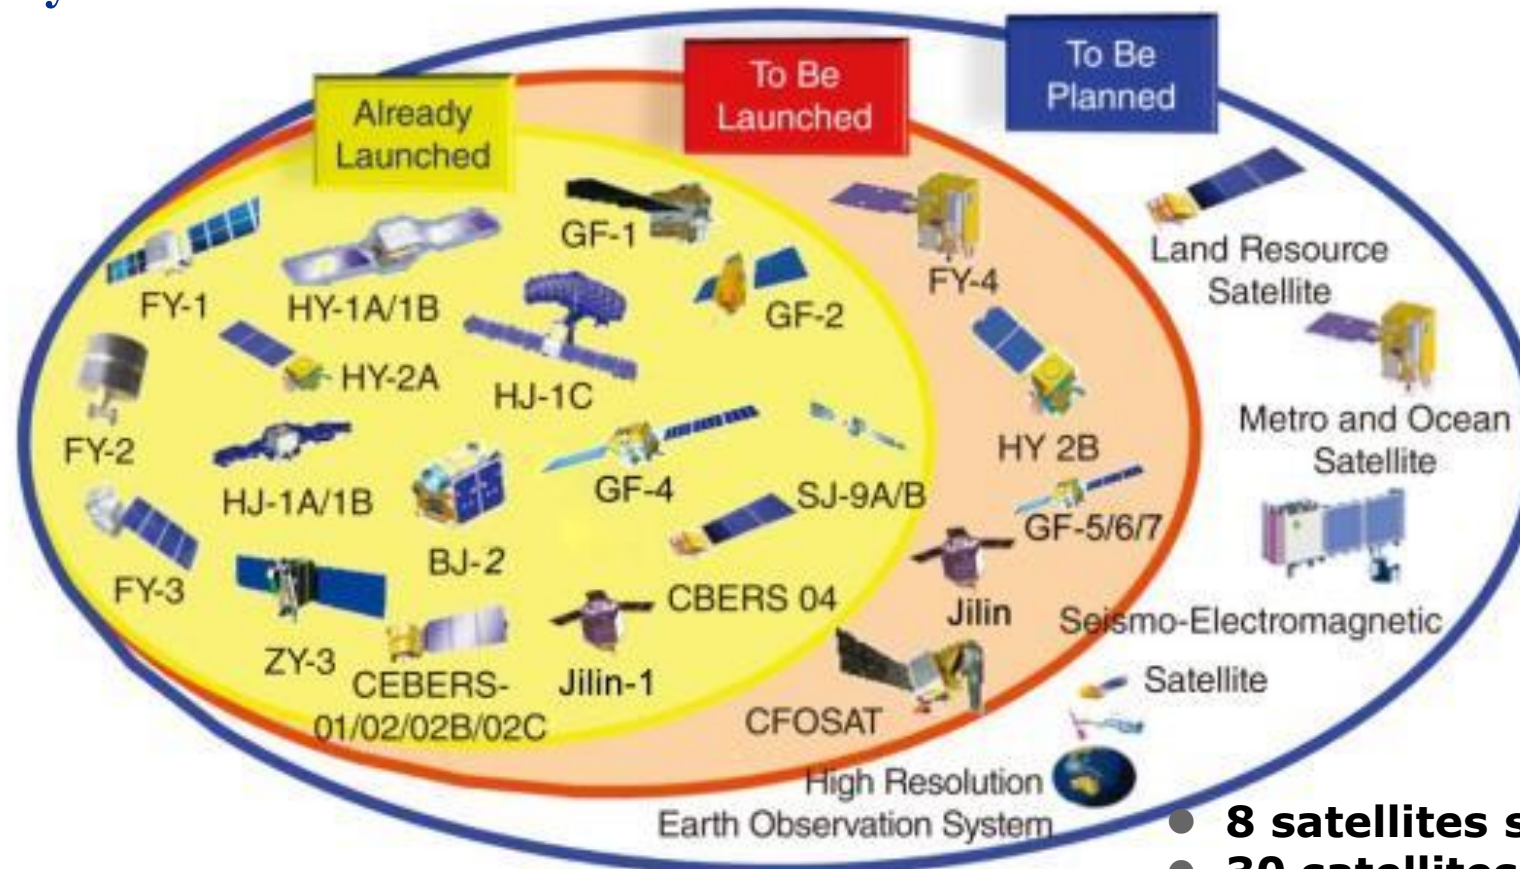 To Be
Planned
To Be
Launched
Already
Launched
GF-1
Land Resource
Satellite
FY-4
FY-1
HY-1A/1B
GF-2
HY-2A
HJ-1C
Metro and Ocean
Satellite
FY-2
HY 2B
HJ-1A/1B
GF-4
SJ-9A/B
GF-5/6/7
BJ-2
FY-3
CBERS 04
Jilin
Seismo-Electromagnetic
Satellite
ZY-3
CEBERS-
01/02/02B/02C
Jilin-1
CFOSAT
High Resolution
Earth Observation System
• 8 satellites
• 30 satellites